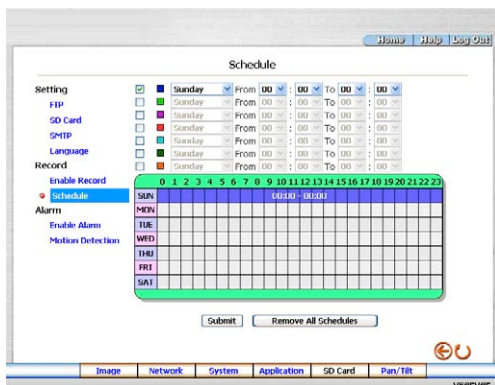 Home Help Log Out
Schedule
Setting
FTP
SD Card
SMTP
Language
Record
Enable Record
Schedule
Alarm
Enable Alarm
Motion Detection
Sunday From 00 : 00 To 00 : 00
Sunday From 00 : 00 To 00 : 00
Sunday From 00 : 00 To 00 : 00
Sunday From 00 : 00 To 00 : 00
Sunday From 00 : 00 To 00 : 00
Sunday From 00 : 00 To 00 : 00
Sunday From 00 : 00 To 00 : 00
0 1 2 3 4 5 6 7 8 9 10 11 12 13 14 15 16 17 18 19 20 21 22 23
SUN 00:00 - 00:00
MON
TUE
WED
THU
FRI
SAT
Submit Remove All Schedules
Image Network System Application SD Card Pan/Tilt